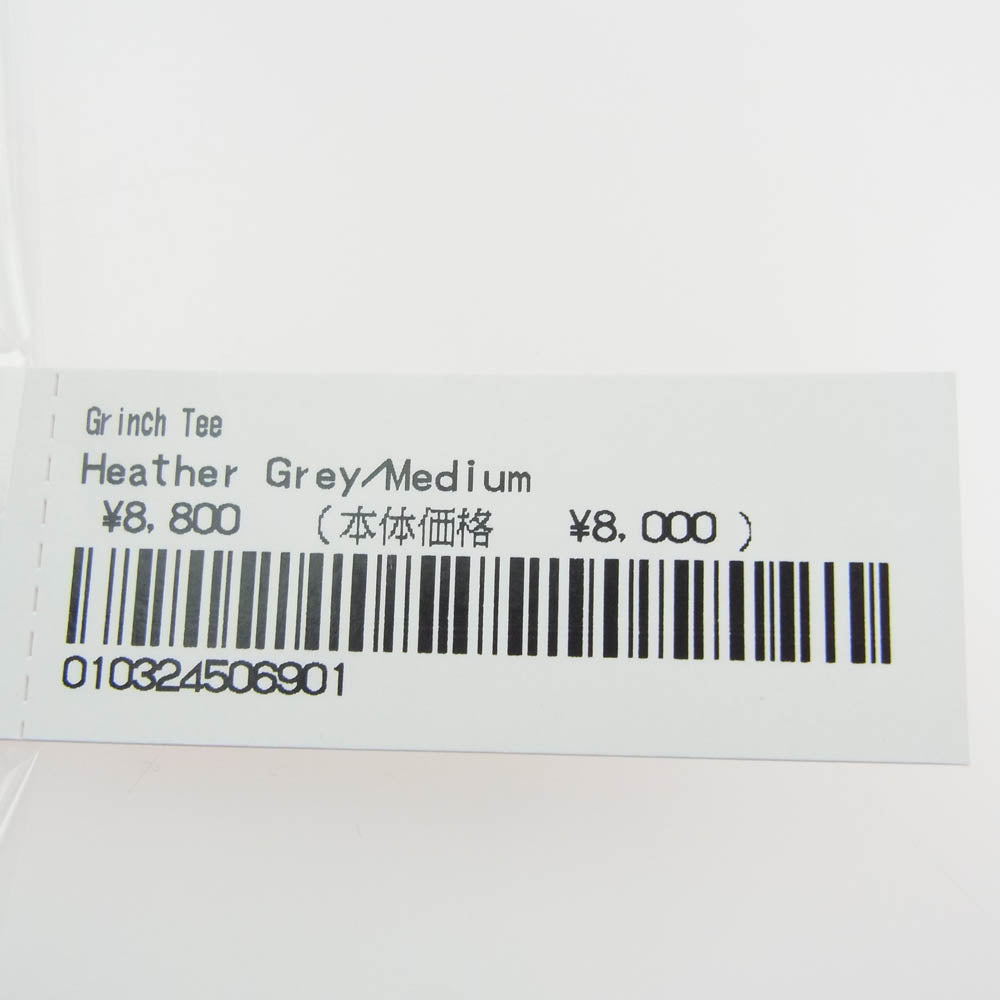 Grinch Tee
Heather Grey/Medium
¥8,800 (本体価格 ¥8,000)
010324506901